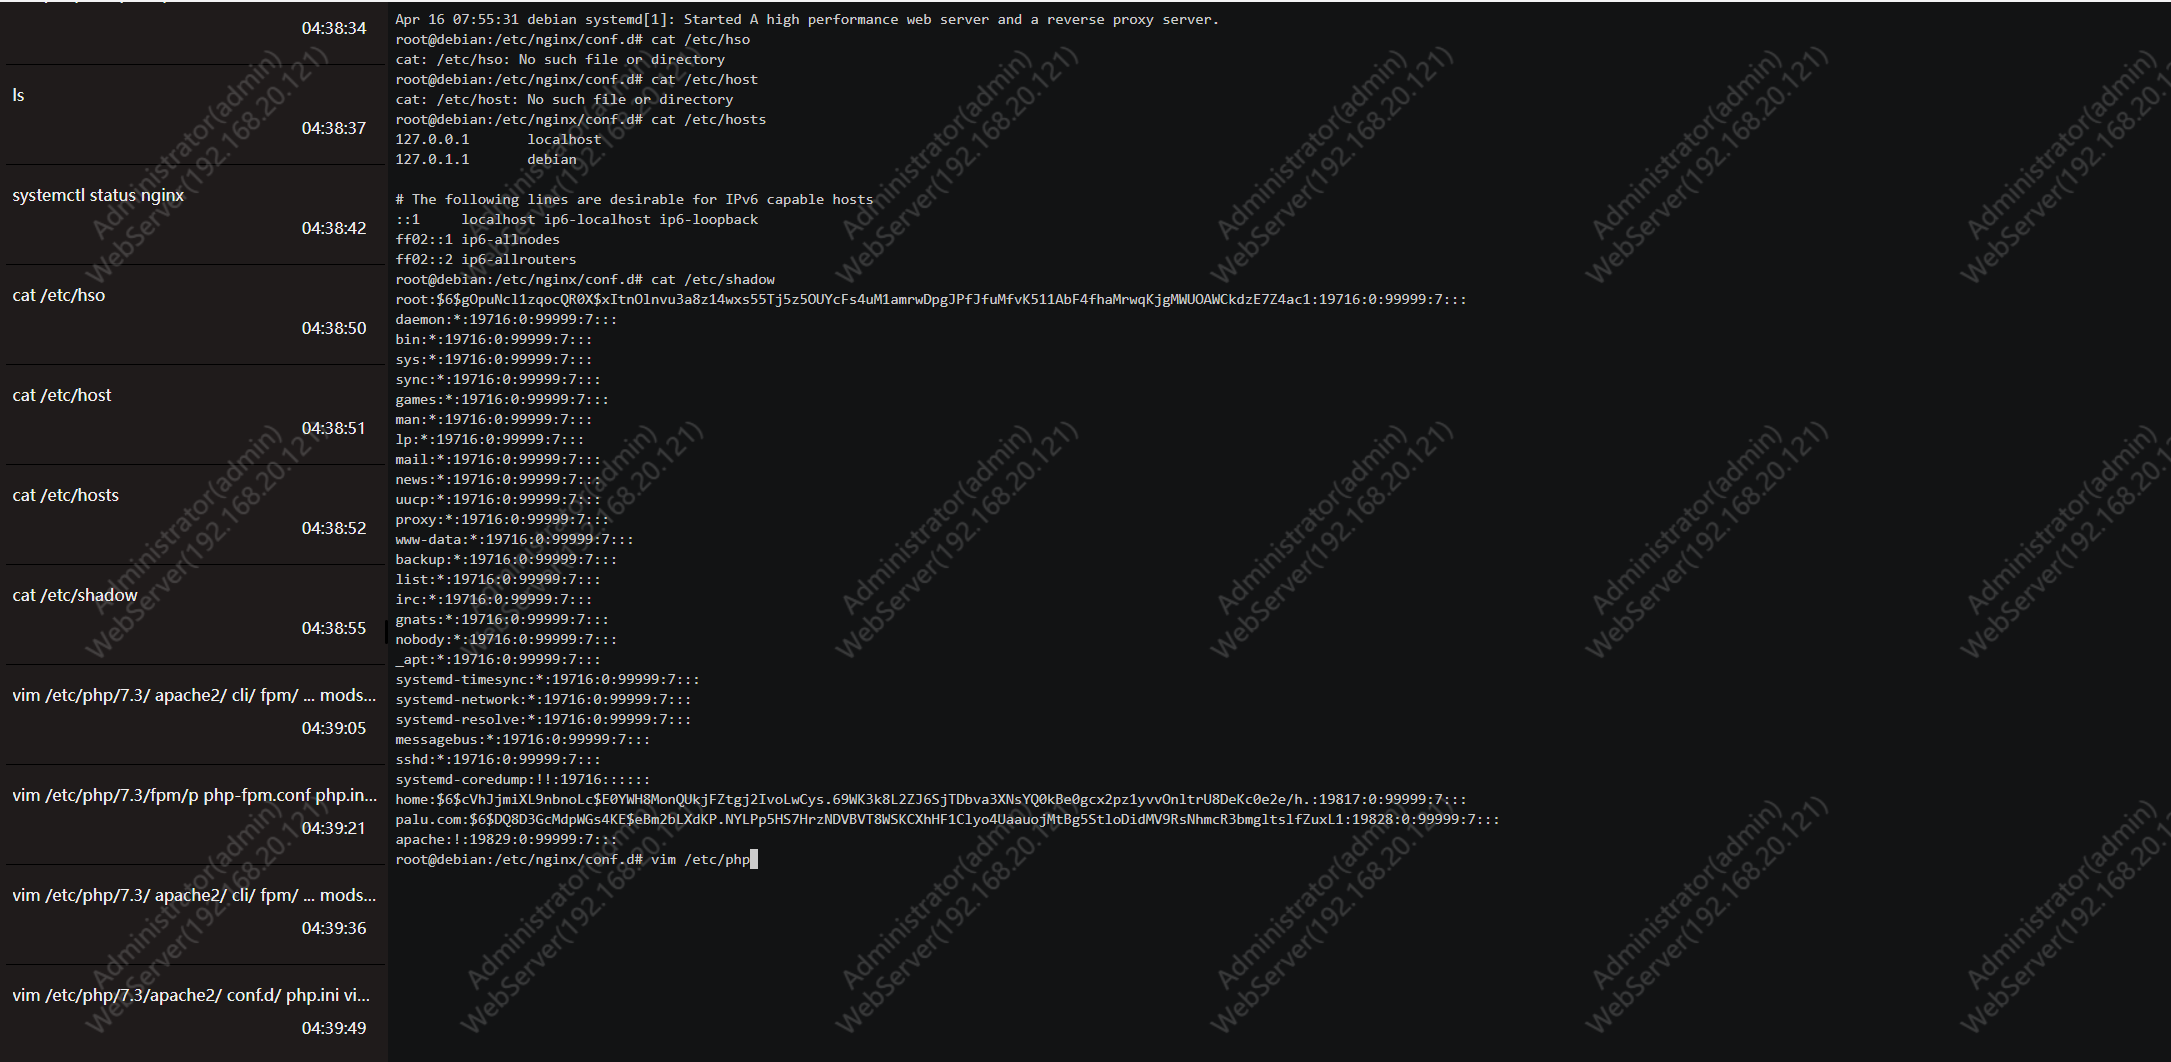 04:38:34
ls
04:38:37
systemctl status nginx
04:38:42
cat /etc/hso
04:38:50
cat /etc/host
04:38:51
cat /etc/hosts
04:38:52
cat /etc/shadow
04:38:55
vim /etc/php/7.3/ apache2/ cli/ fpm/ ... mods...
04:39:05
vim /etc/php/7.3/fpm/p php-fpm.conf php.in...
04:39:21
vim /etc/php/7.3/ apache2/ cli/ fpm/ ... mods...
04:39:36
vim /etc/php/7.3/apache2/ conf.d/ php.ini vi...
04:39:49
Apr 16 07:55:31 debian systemd[1]: Started A high performance web server and a reverse proxy server.
root@debian:/etc/nginx/conf.d# cat /etc/hso
cat: /etc/hso: No such file or directory
root@debian:/etc/nginx/conf.d# cat /etc/host
cat: /etc/host: No such file or directory
root@debian:/etc/nginx/conf.d# cat /etc/hosts
127.0.0.1 localhost
127.0.1.1 debian
# The following lines are desirable for IPv6 capable hosts
::1 localhost ip6-localhost ip6-loopback
ff02::1 ip6-allnodes
ff02::2 ip6-allrouters
root@debian:/etc/nginx/conf.d# cat /etc/shadow
root:$6$gOpuNcl1zqocQR0X$xItnOlnvu3a8z14wxs55Tj5z5OUYcFs4uM1amrwDpgJPfJfuMfvK511AbF4fhaMrwqKjgMWUOAWCkdzE7Z4ac1:19716:0:99999:7:::
daemon:*:19716:0:99999:7:::
bin:*:19716:0:99999:7:::
sys:*:19716:0:99999:7:::
sync:*:19716:0:99999:7:::
games:*:19716:0:99999:7:::
man:*:19716:0:99999:7:::
lp:*:19716:0:99999:7:::
mail:*:19716:0:99999:7:::
news:*:19716:0:99999:7:::
uucp:*:19716:0:99999:7:::
proxy:*:19716:0:99999:7:::
www-data:*:19716:0:99999:7:::
backup:*:19716:0:99999:7:::
list:*:19716:0:99999:7:::
irc:*:19716:0:99999:7:::
gnats:*:19716:0:99999:7:::
nobody:*:19716:0:99999:7:::
_apt:*:19716:0:99999:7:::
systemd-timesync:*:19716:0:99999:7:::
systemd-network:*:19716:0:99999:7:::
systemd-resolve:*:19716:0:99999:7:::
messagebus:*:19716:0:99999:7:::
sshd:*:19716:0:99999:7:::
systemd-coredump:!!:19716::::::
home:$6$cVhJjmiXL9nbnoLc$E0YWH8MonQUkjFZtgj2IvoLwCys.69WK3k8L2ZJ6SjTDbva3XNsYQ0kBe0gcx2pz1yvvOnltrU8DeKc0e2e/h.:19817:0:99999:7:::
palu.com:$6$DQ8D3GcMdpWGs4KE$eBm2bLXdKP.NYLPp5HS7HrzNDVBVT8WSKCXhHF1Clyo4UaauojMtBg5StloDidMV9RsNhmcR3bmgltslfZuxL1:19828:0:99999:7:::
apache:!:19829:0:99999:7:::
root@debian:/etc/nginx/conf.d# vim /etc/php
Administrator(admin)
WebServer(192.168.20.121)